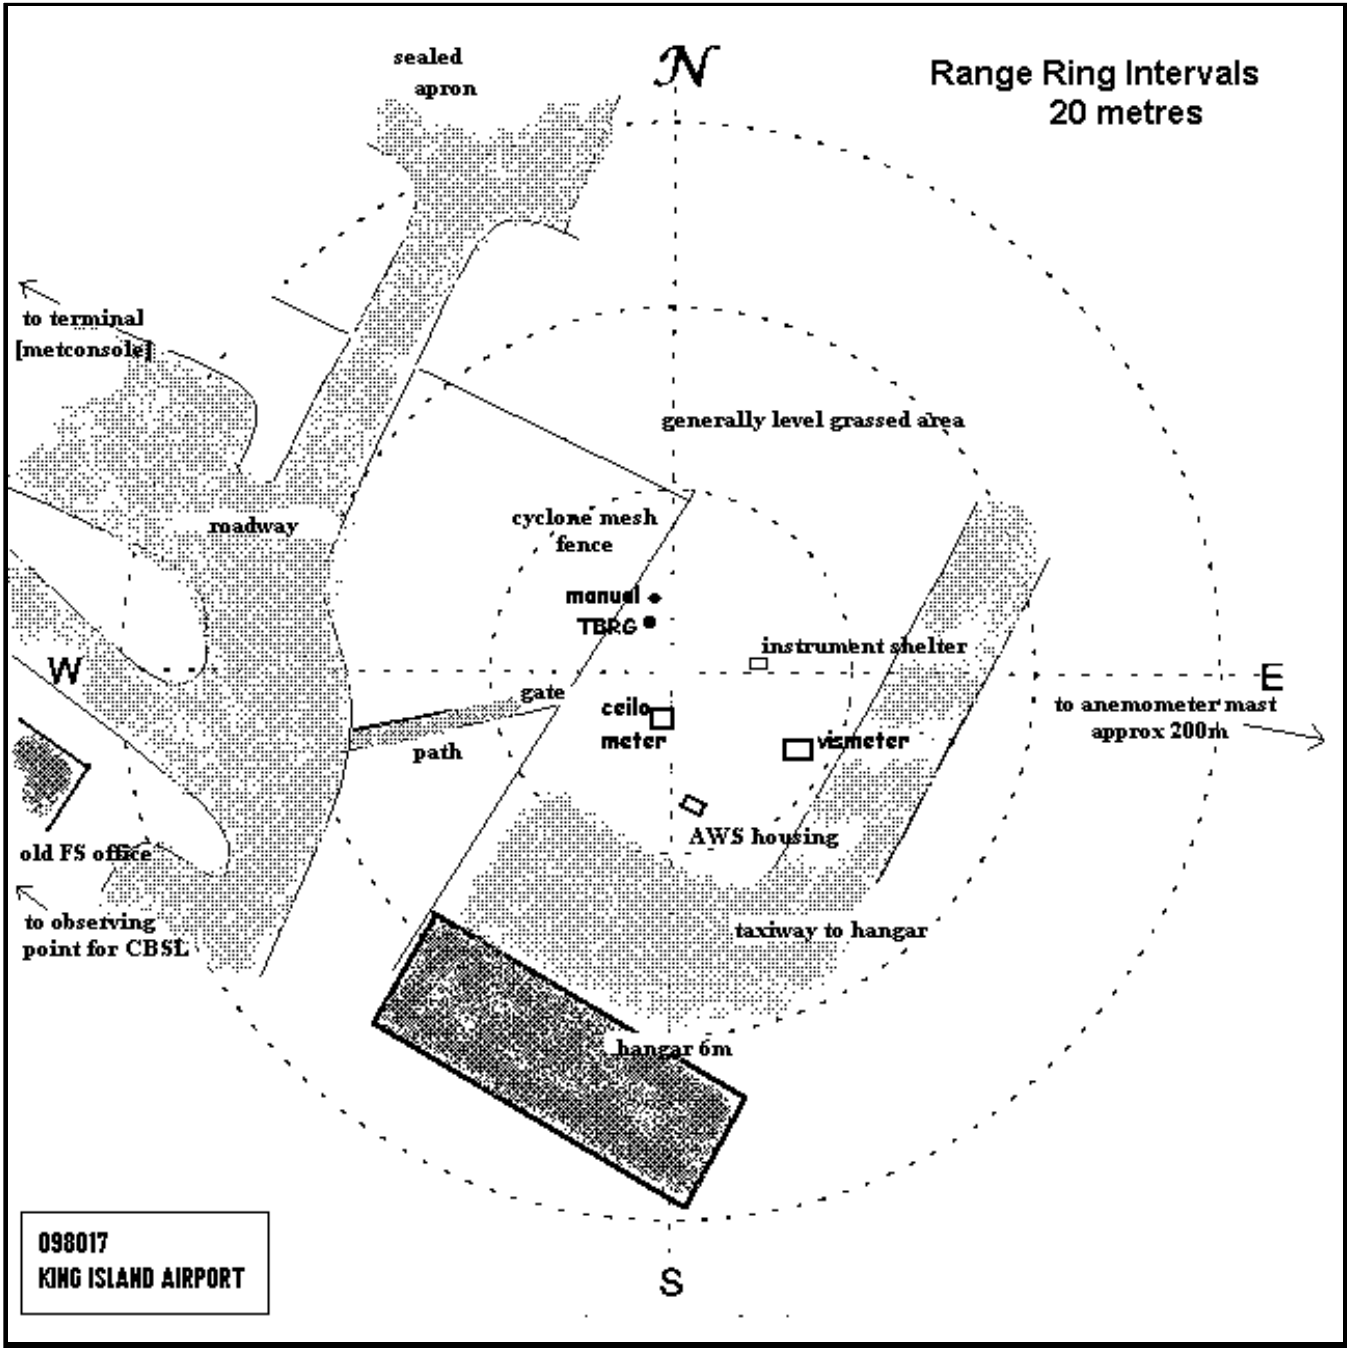 sealed
apron
N
Range Ring Intervals
20 metres
to terminal
[metconsole]
generally level grassed area
roadway
cyclone mesh
fence
manual
TBRG
instrument shelter
W
E
gate
path
ceilo
meter
vismeter
to anemometer mast
approx 200m
AWS housing
old FS office
to observing
point for CBSL
taxiway to hangar
hangar 6m
098017
KING ISLAND AIRPORT
S